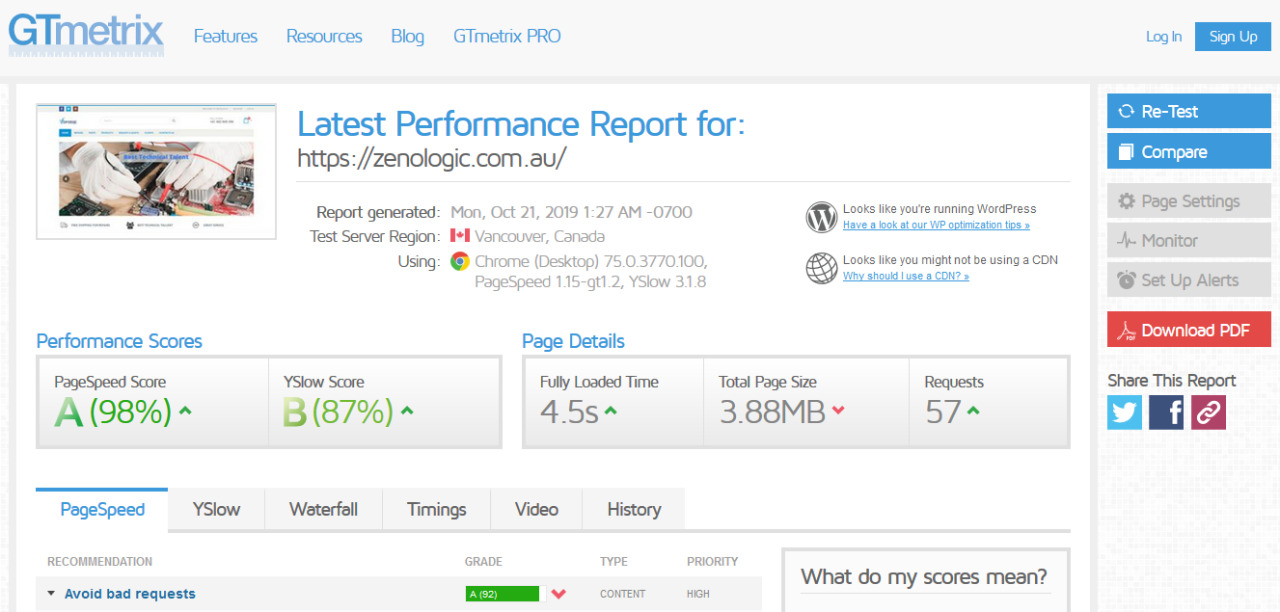 GTmetrix
Features
Resources
Blog
GTmetrix PRO
Log In
Sign Up
Best Technical Talent
Latest Performance Report for:
https://zenologic.com.au/
Report generated: Mon, Oct 21, 2019 1:27 AM -0700
Test Server Region: Vancouver, Canada
Using: Chrome (Desktop) 75.0.3770.100,
PageSpeed 1.15-gt1.2, YSlow 3.1.8
Looks like you're running WordPress
Have a look at our WP optimization tips »
Looks like you might not be using a CDN
Why should I use a CDN? »
Re-Test
Compare
Page Settings
Monitor
Set Up Alerts
Download PDF
Share This Report
Performance Scores
PageSpeed Score
A (98%)
YSlow Score
B (87%)
Page Details
Fully Loaded Time
4.5s
Total Page Size
3.88MB
Requests
57
PageSpeed
YSlow
Waterfall
Timings
Video
History
RECOMMENDATION
GRADE
TYPE
PRIORITY
Avoid bad requests
A (92)
CONTENT
HIGH
What do my scores mean?